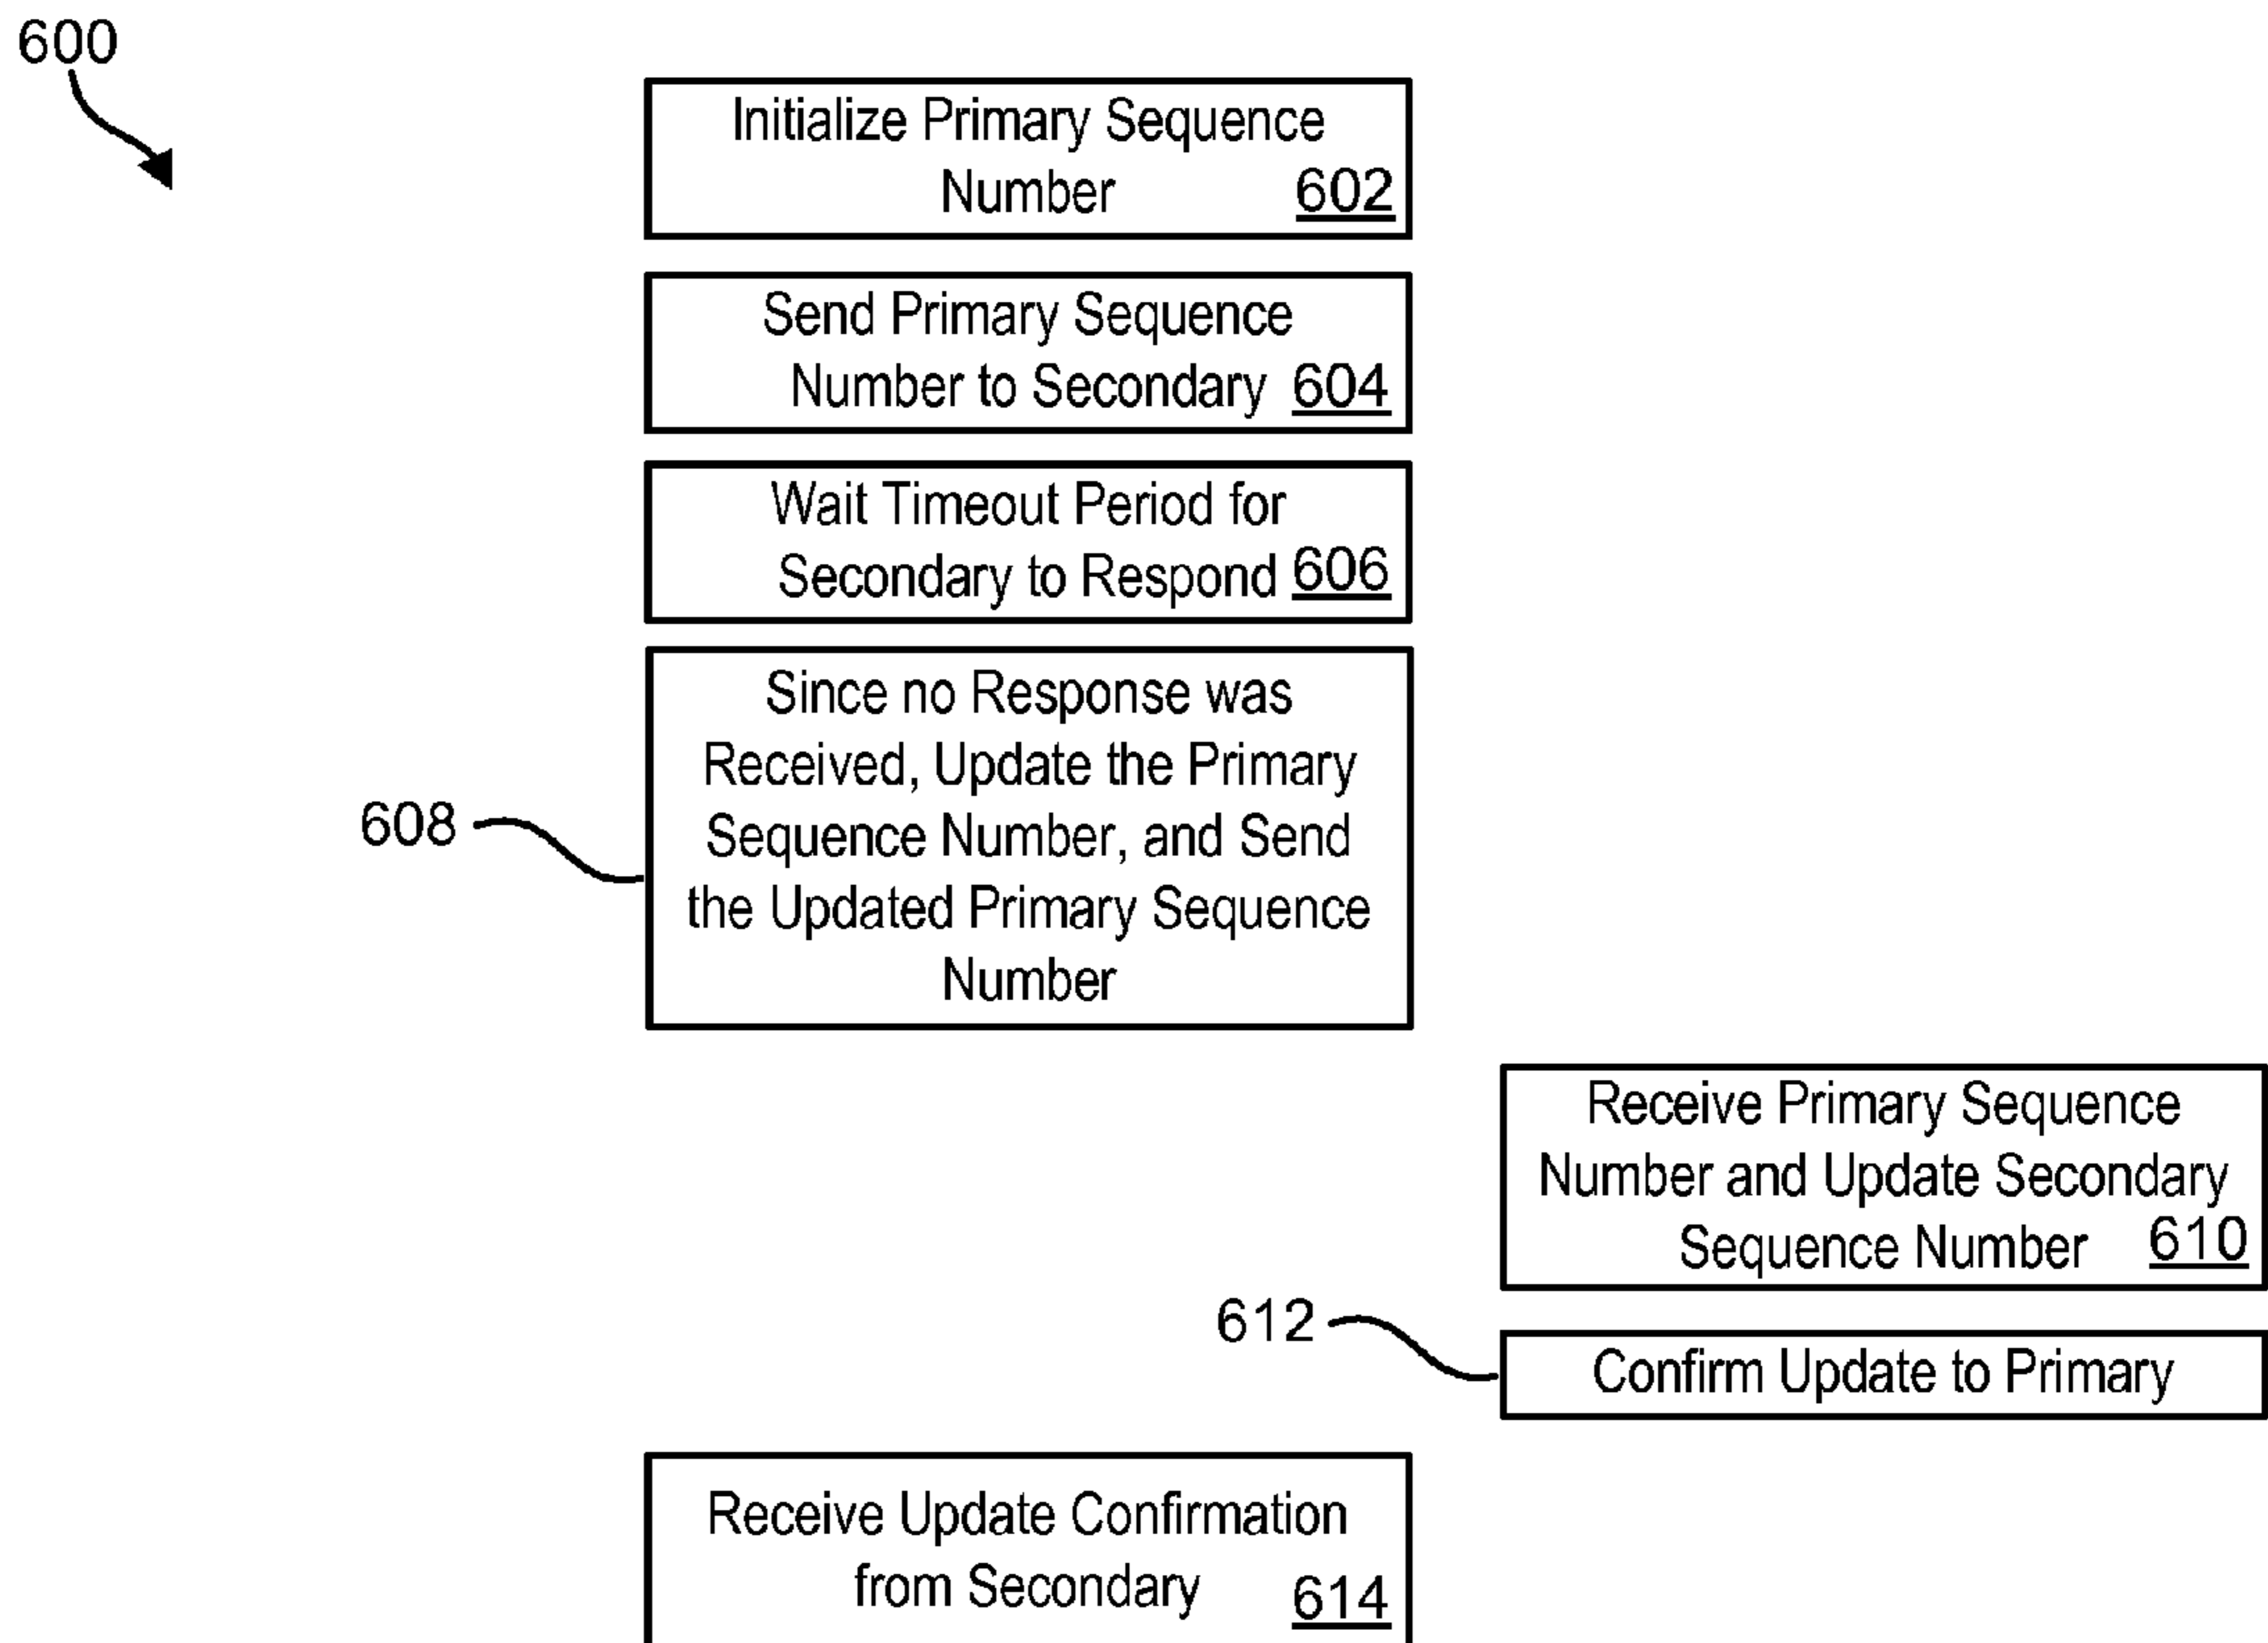 600
Initialize Primary Sequence
Number 602
Send Primary Sequence
Number to Secondary 604
Wait Timeout Period for
Secondary to Respond 606
Since no Response was
Received, Update the Primary
608
Sequence Number, and Send
the Updated Primary Sequence
Number
Receive Primary Sequence
Number and Update Secondary
Sequence Number 610
612
Confirm Update to Primary
Receive Update Confirmation
from Secondary 614